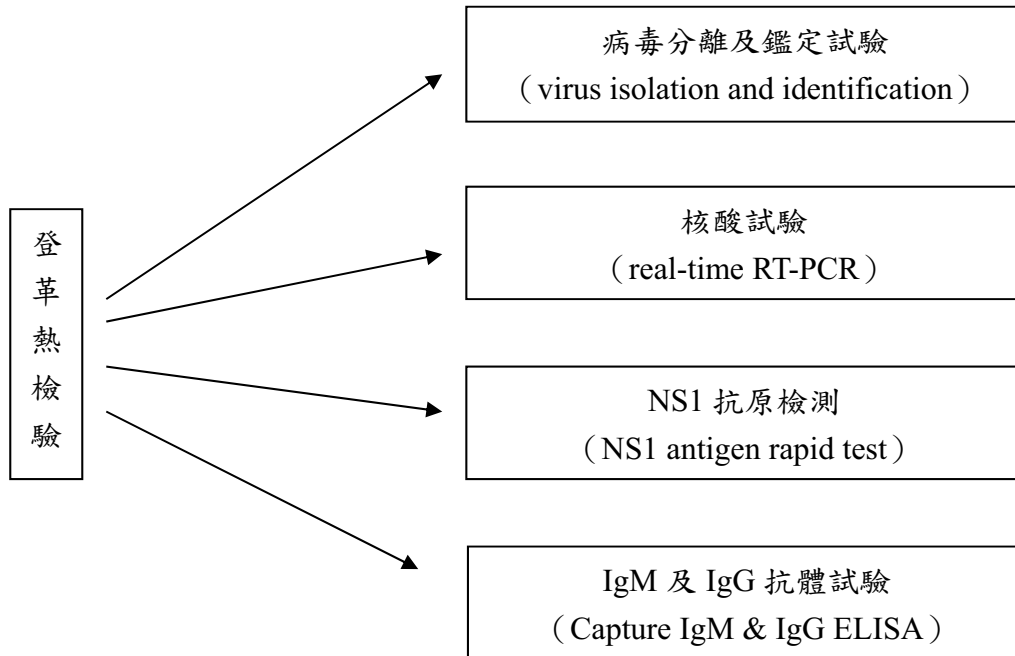 登革熱檢驗
病毒分離及鑑定試驗
（virus isolation and identification）
核酸試驗
（real-time RT-PCR）
NS1 抗原檢測
（NS1 antigen rapid test）
IgM 及 IgG 抗體試驗
（Capture IgM & IgG ELISA）